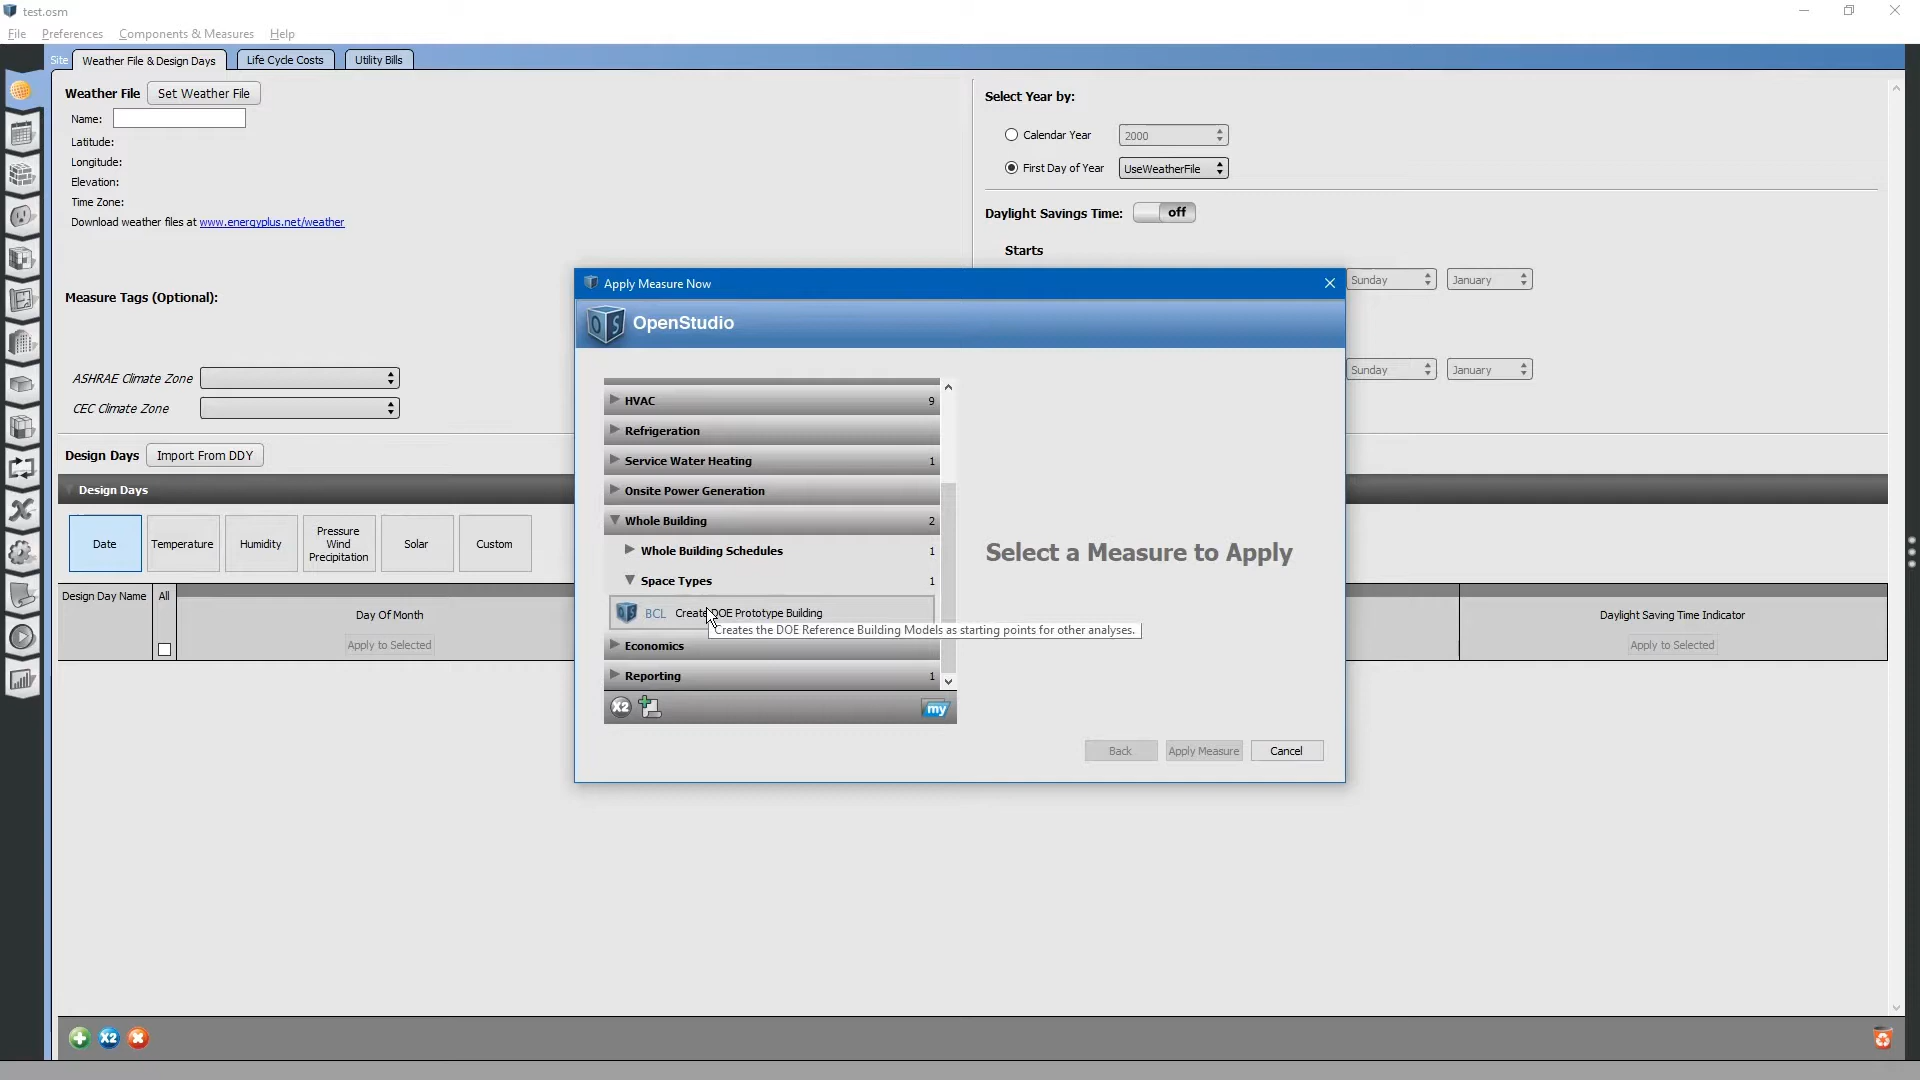 test.osm
File Preferences Components & Measures Help
Site Weather File & Design Days Life Cycle Costs Utility Bills
Weather File Set Weather File
Name:
Latitude:
Longitude:
Elevation:
Time Zone:
Download weather files at www.energyplus.net/weather
Measure Tags (Optional):
ASHRAE Climate Zone
CEC Climate Zone
Select Year by:
Calendar Year 2000
First Day of Year UseWeatherFile
Daylight Savings Time: off
Starts
Sunday January
Sunday January
Design Days Import From DDY
Design Days
Date Temperature Humidity Pressure Wind Precipitation Solar Custom
Design Day Name All Day Of Month Daylight Saving Time Indicator
Apply to Selected Apply to Selected
Apply Measure Now
OS OpenStudio
HVAC 9
Refrigeration
Service Water Heating 1
Onsite Power Generation
Whole Building 2
Whole Building Schedules 1
Space Types 1
BCL Create DOE Prototype Building
Creates the DOE Reference Building Models as starting points for other analyses.
Economics
Reporting 1
X2 my
Select a Measure to Apply
Back Apply Measure Cancel
X2